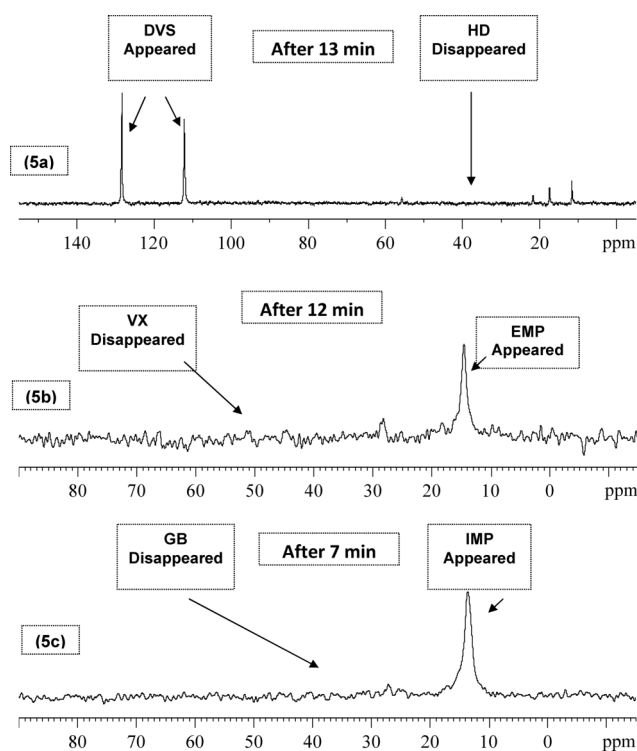 DVS
Appeared
After 13 min
HD
Disappeared
(5a)
140 120 100 80 60 40 20 ppm
VX
Disappeared
After 12 min
EMP
Appeared
(5b)
80 70 60 50 40 30 20 10 0 ppm
GB
Disappeared
After 7 min
IMP
Appeared
(5c)
80 70 60 50 40 30 20 10 0 ppm